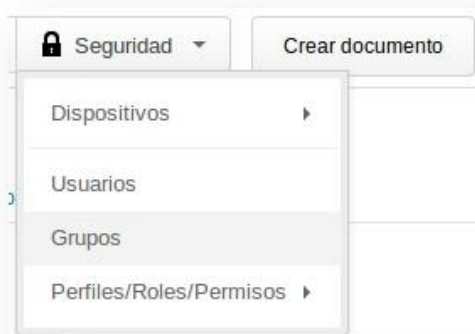 Seguridad
Crear documento
Dispositivos
Usuarios
Grupos
Perfiles/Roles/Permisos